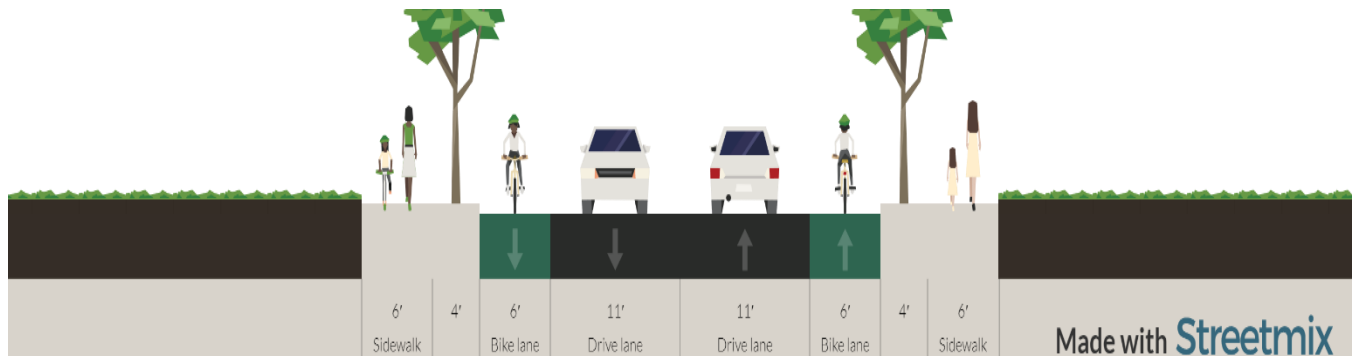 6′ 4′ 6′ 11′ 11′ 6′ 4′ 6′
Sidewalk Bike lane Drive lane Drive lane Bike lane Sidewalk
Made with Streetmix